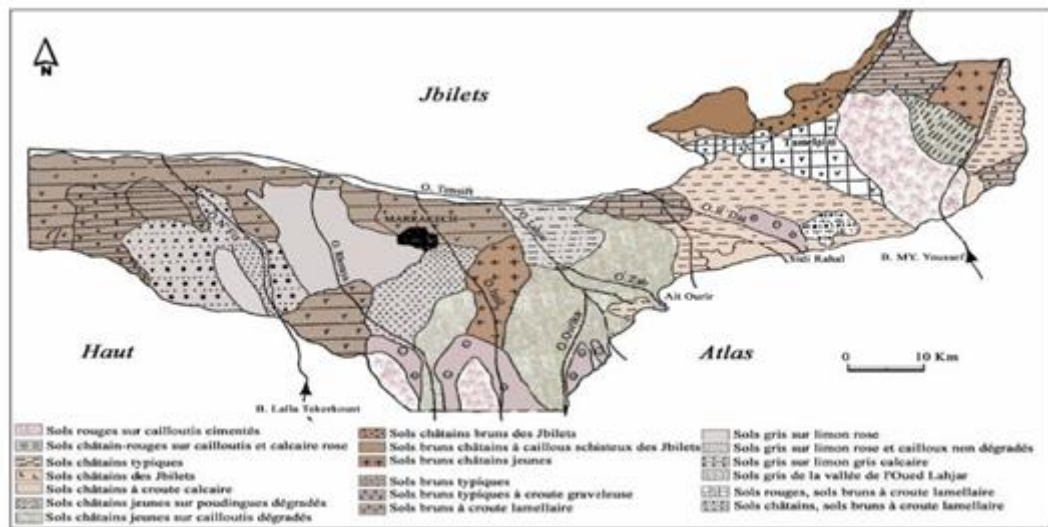 N
Jbilets
Tamelelt
O. Tensift
MARRAKECH
O. R'Dat
Sidi Rahal
B. MY. Youssef
O. Zat
Ait Ourir
O. Ourika
Haut
Atlas
0 10 Km
B. Lalla Tekerkoust
Sols rouges sur cailloutis cimentés
Sols châtain-rouges sur cailloutis et calcaire rose
Sols châtains typiques
Sols châtains des Jbilets
Sols châtains à croute calcaire
Sols châtains jeunes sur poudingues dégradés
Sols châtains jeunes sur cailloutis dégradés
Sols châtains bruns des Jbilets
Sols bruns châtains à caillous schisteux des Jbilets
Sols bruns châtains jeunes
Sols bruns typiques
Sols bruns typiques à croute graveleuse
Sols bruns à croute lamellaire
Sols gris sur limon rose
Sols gris sur limon rose et cailloux non dégradés
Sols gris sur limon gris calcaire
Sols gris de la vallée de l'Oued Lahjar
Sols rouges, sols bruns à croute lamellaire
Sols châtains, sols bruns à croute lamellaire